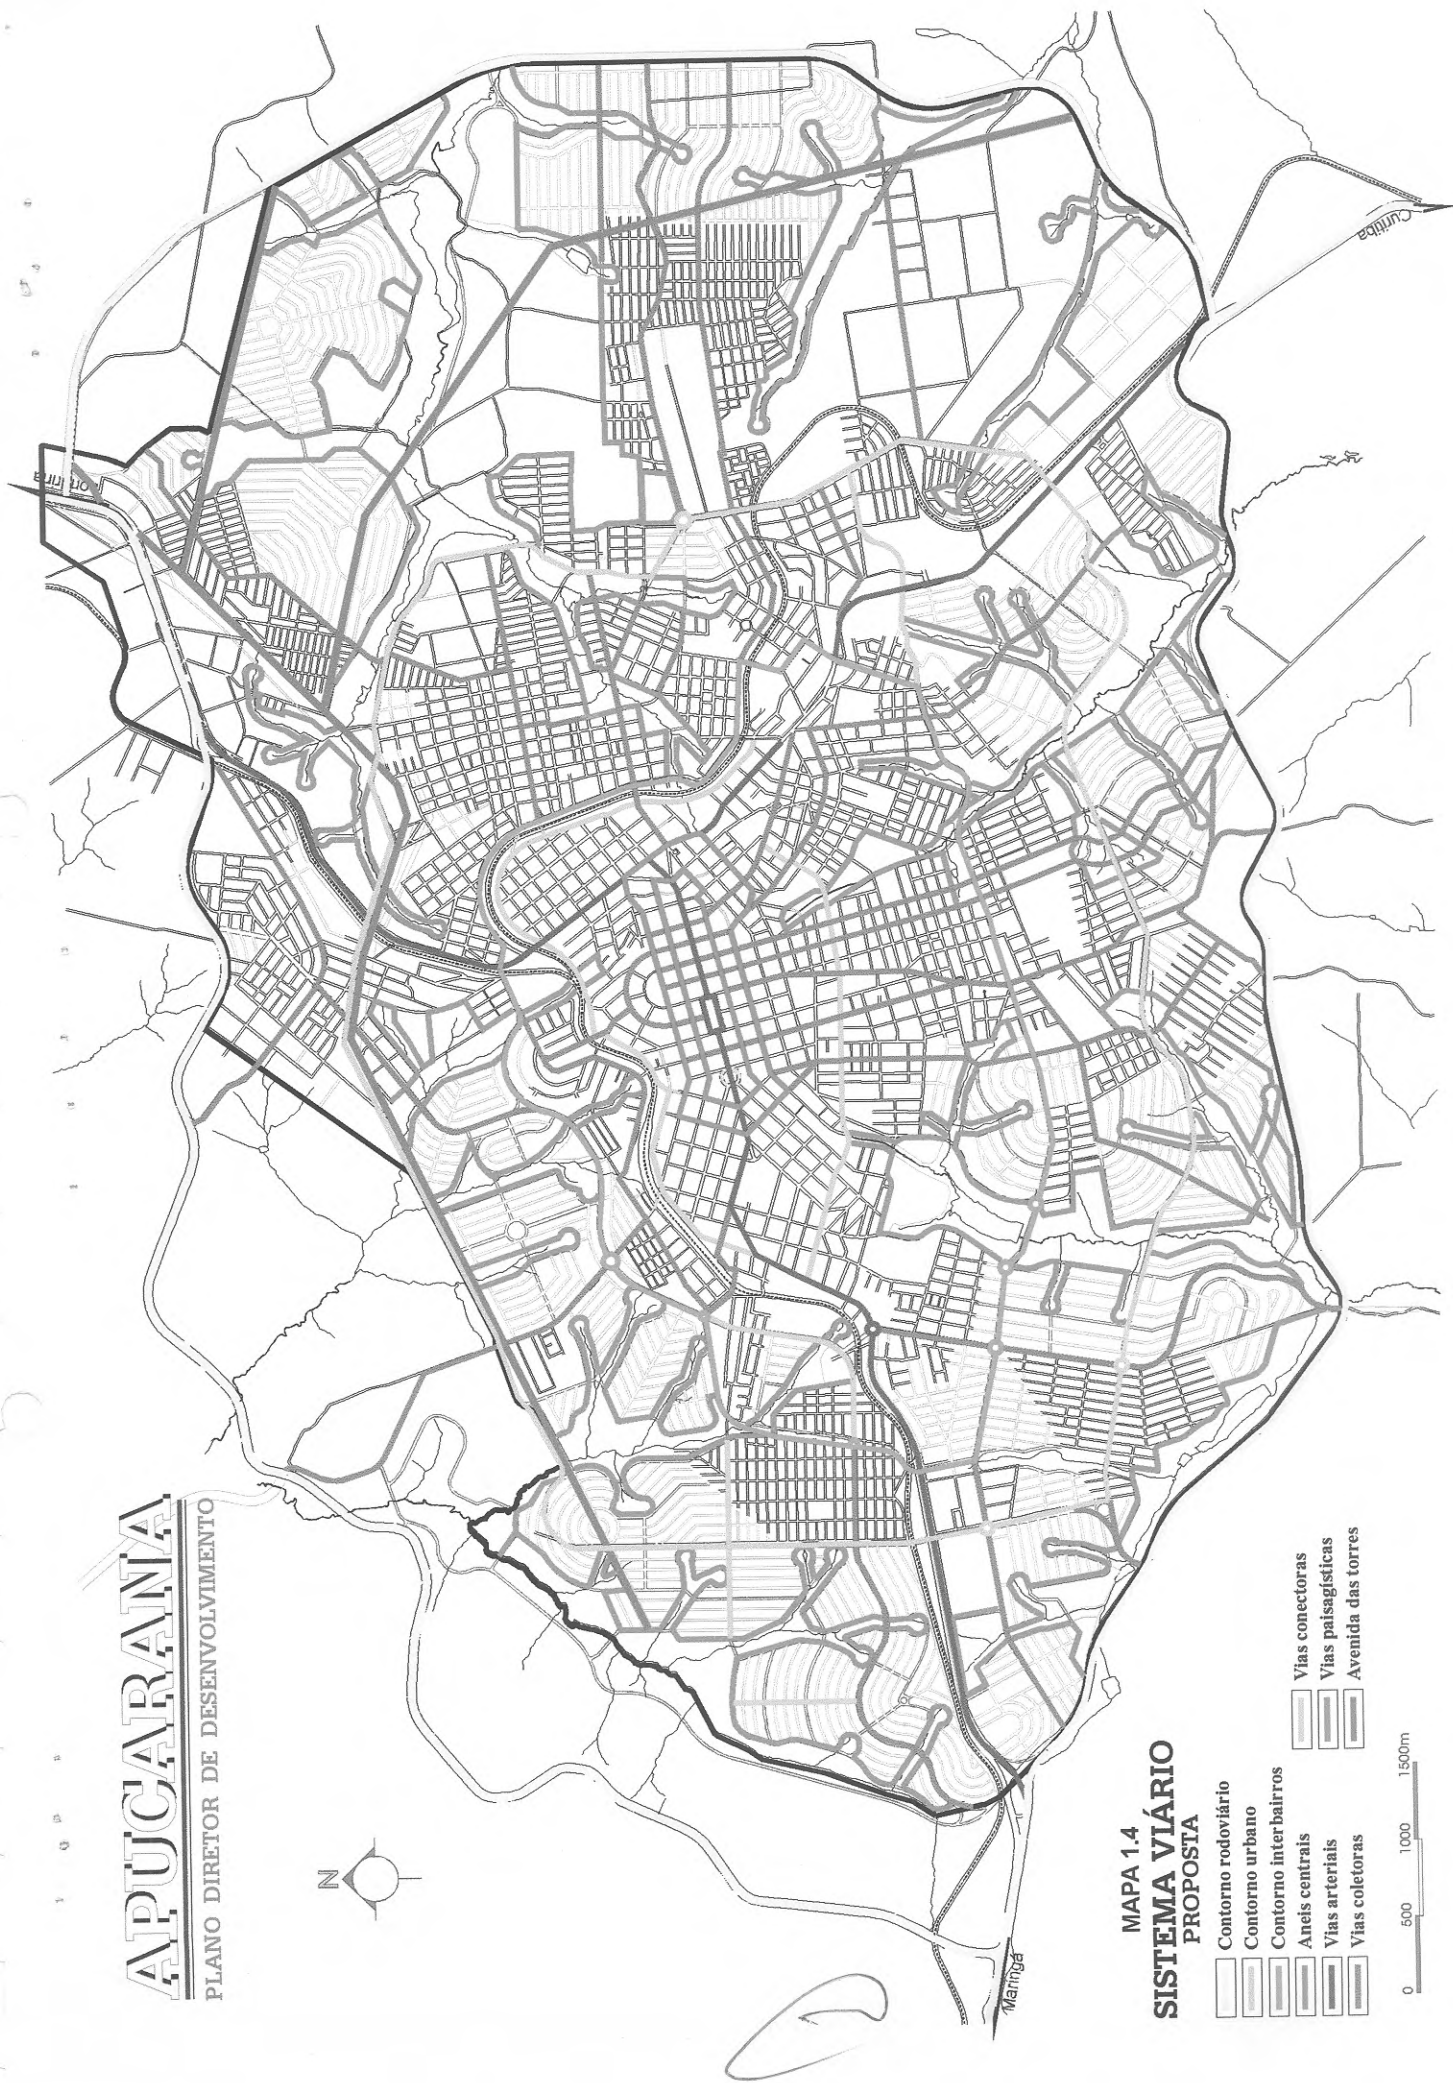 APUCARANA
PLANO DIRETOR DE DESENVOLVIMENTO
N
Curitiba
Maringá
MAPA 1.4
SISTEMA VIÁRIO
PROPOSTA
Contorno rodoviário
Contorno urbano
Contorno interbairros
Aneis centrais
Vias arteriais
Vias coletoras
Vias conectoras
Vias paisagísticas
Avenida das torres
0 500 1000 1500m